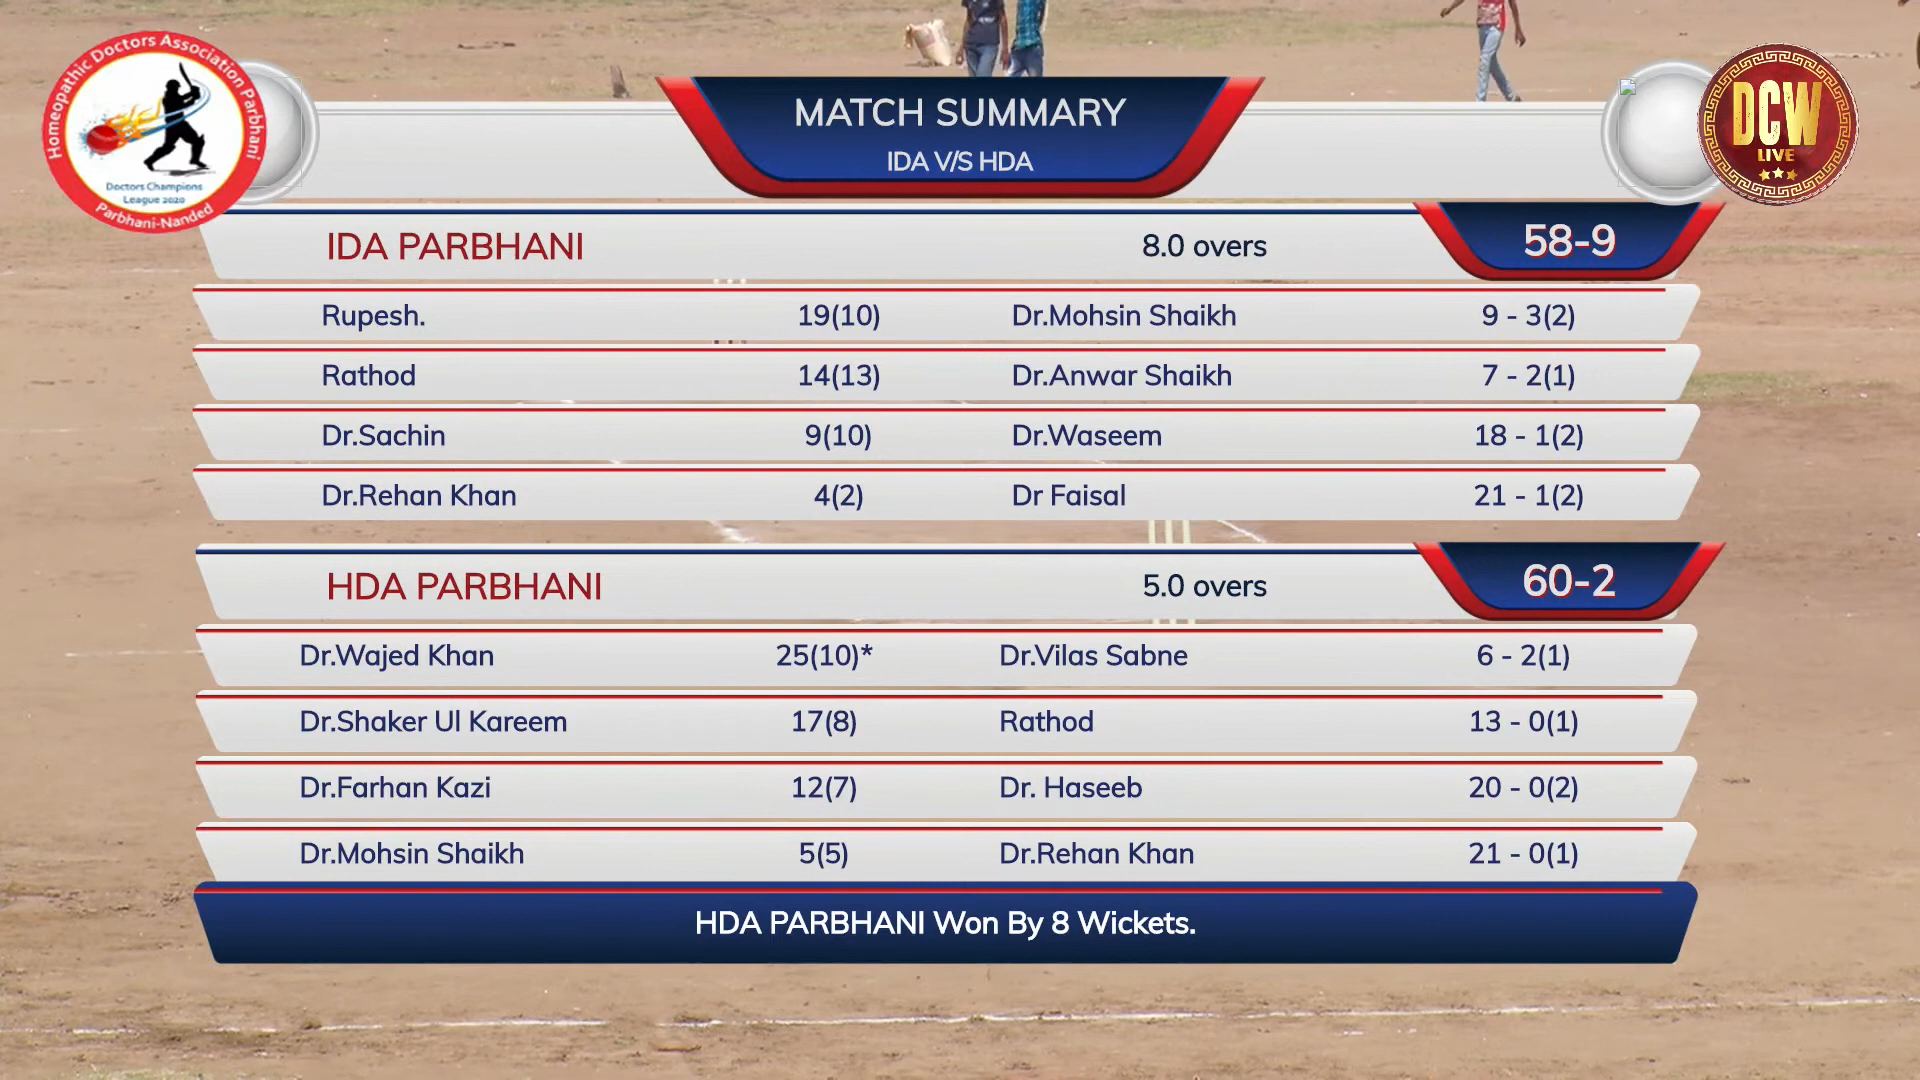 Homeopathic Doctors Association Parbhani
Doctors Champions
League 2020
Parbhani-Nanded
MATCH SUMMARY
IDA V/S HDA
DCW
LIVE
IDA PARBHANI 8.0 overs 58-9
Rupesh. 19(10) Dr.Mohsin Shaikh 9 - 3(2)
Rathod 14(13) Dr.Anwar Shaikh 7 - 2(1)
Dr.Sachin 9(10) Dr.Waseem 18 - 1(2)
Dr.Rehan Khan 4(2) Dr Faisal 21 - 1(2)
HDA PARBHANI 5.0 overs 60-2
Dr.Wajed Khan 25(10)* Dr.Vilas Sabne 6 - 2(1)
Dr.Shaker Ul Kareem 17(8) Rathod 13 - 0(1)
Dr.Farhan Kazi 12(7) Dr. Haseeb 20 - 0(2)
Dr.Mohsin Shaikh 5(5) Dr.Rehan Khan 21 - 0(1)
HDA PARBHANI Won By 8 Wickets.